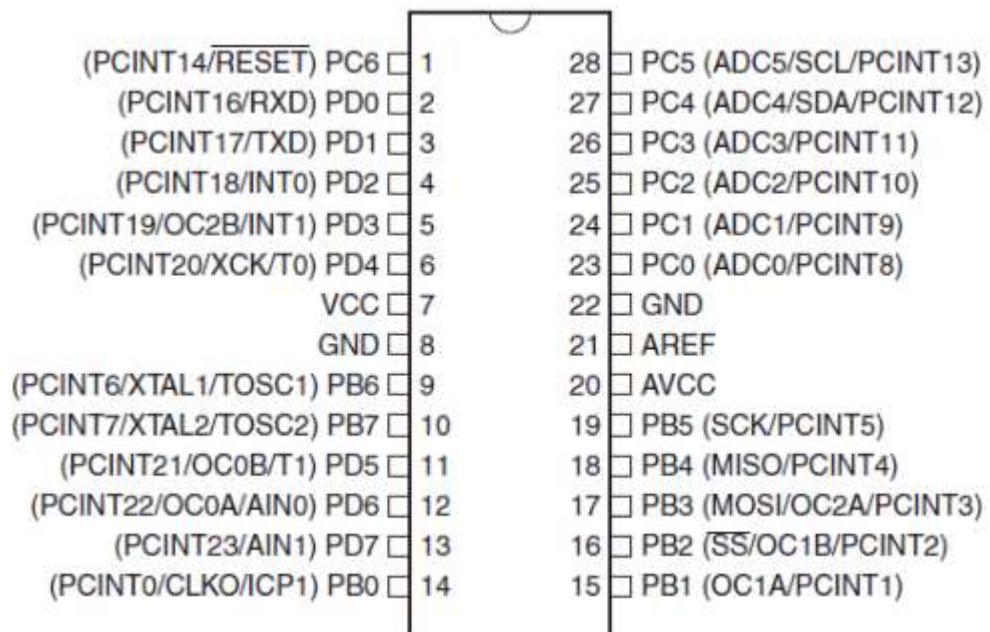 (PCINT14/RESET) PC6 1 28 PC5 (ADC5/SCL/PCINT13)
(PCINT16/RXD) PD0 2 27 PC4 (ADC4/SDA/PCINT12)
(PCINT17/TXD) PD1 3 26 PC3 (ADC3/PCINT11)
(PCINT18/INT0) PD2 4 25 PC2 (ADC2/PCINT10)
(PCINT19/OC2B/INT1) PD3 5 24 PC1 (ADC1/PCINT9)
(PCINT20/XCK/T0) PD4 6 23 PC0 (ADC0/PCINT8)
VCC 7 22 GND
GND 8 21 AREF
(PCINT6/XTAL1/TOSC1) PB6 9 20 AVCC
(PCINT7/XTAL2/TOSC2) PB7 10 19 PB5 (SCK/PCINT5)
(PCINT21/OC0B/T1) PD5 11 18 PB4 (MISO/PCINT4)
(PCINT22/OC0A/AIN0) PD6 12 17 PB3 (MOSI/OC2A/PCINT3)
(PCINT23/AIN1) PD7 13 16 PB2 (SS/OC1B/PCINT2)
(PCINT0/CLKO/ICP1) PB0 14 15 PB1 (OC1A/PCINT1)